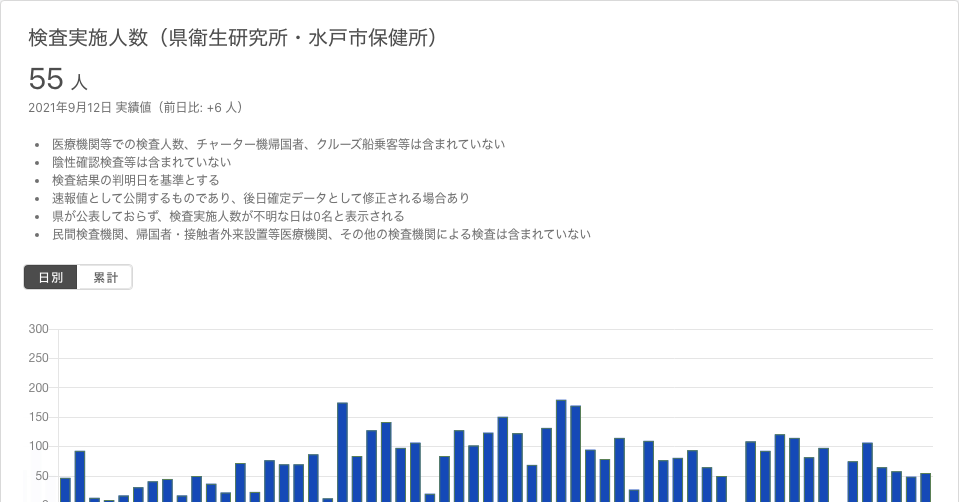 検査実施人数（県衛生研究所・水戸市保健所）
55 人
2021年9月12日 実績値（前日比: +6 人）
• 医療機関等での検査人数、チャーター機帰国者、クルーズ船乗客等は含まれていない
• 陰性確認検査等は含まれていない
• 検査結果の判明日を基準とする
• 速報値として公開するものであり、後日確定データとして修正される場合あり
• 県が公表しておらず、検査実施人数が不明な日は0名と表示される
• 民間検査機関、帰国者・接触者外来設置等医療機関、その他の検査機関による検査は含まれていない
日別 累計
300
250
200
150
100
50